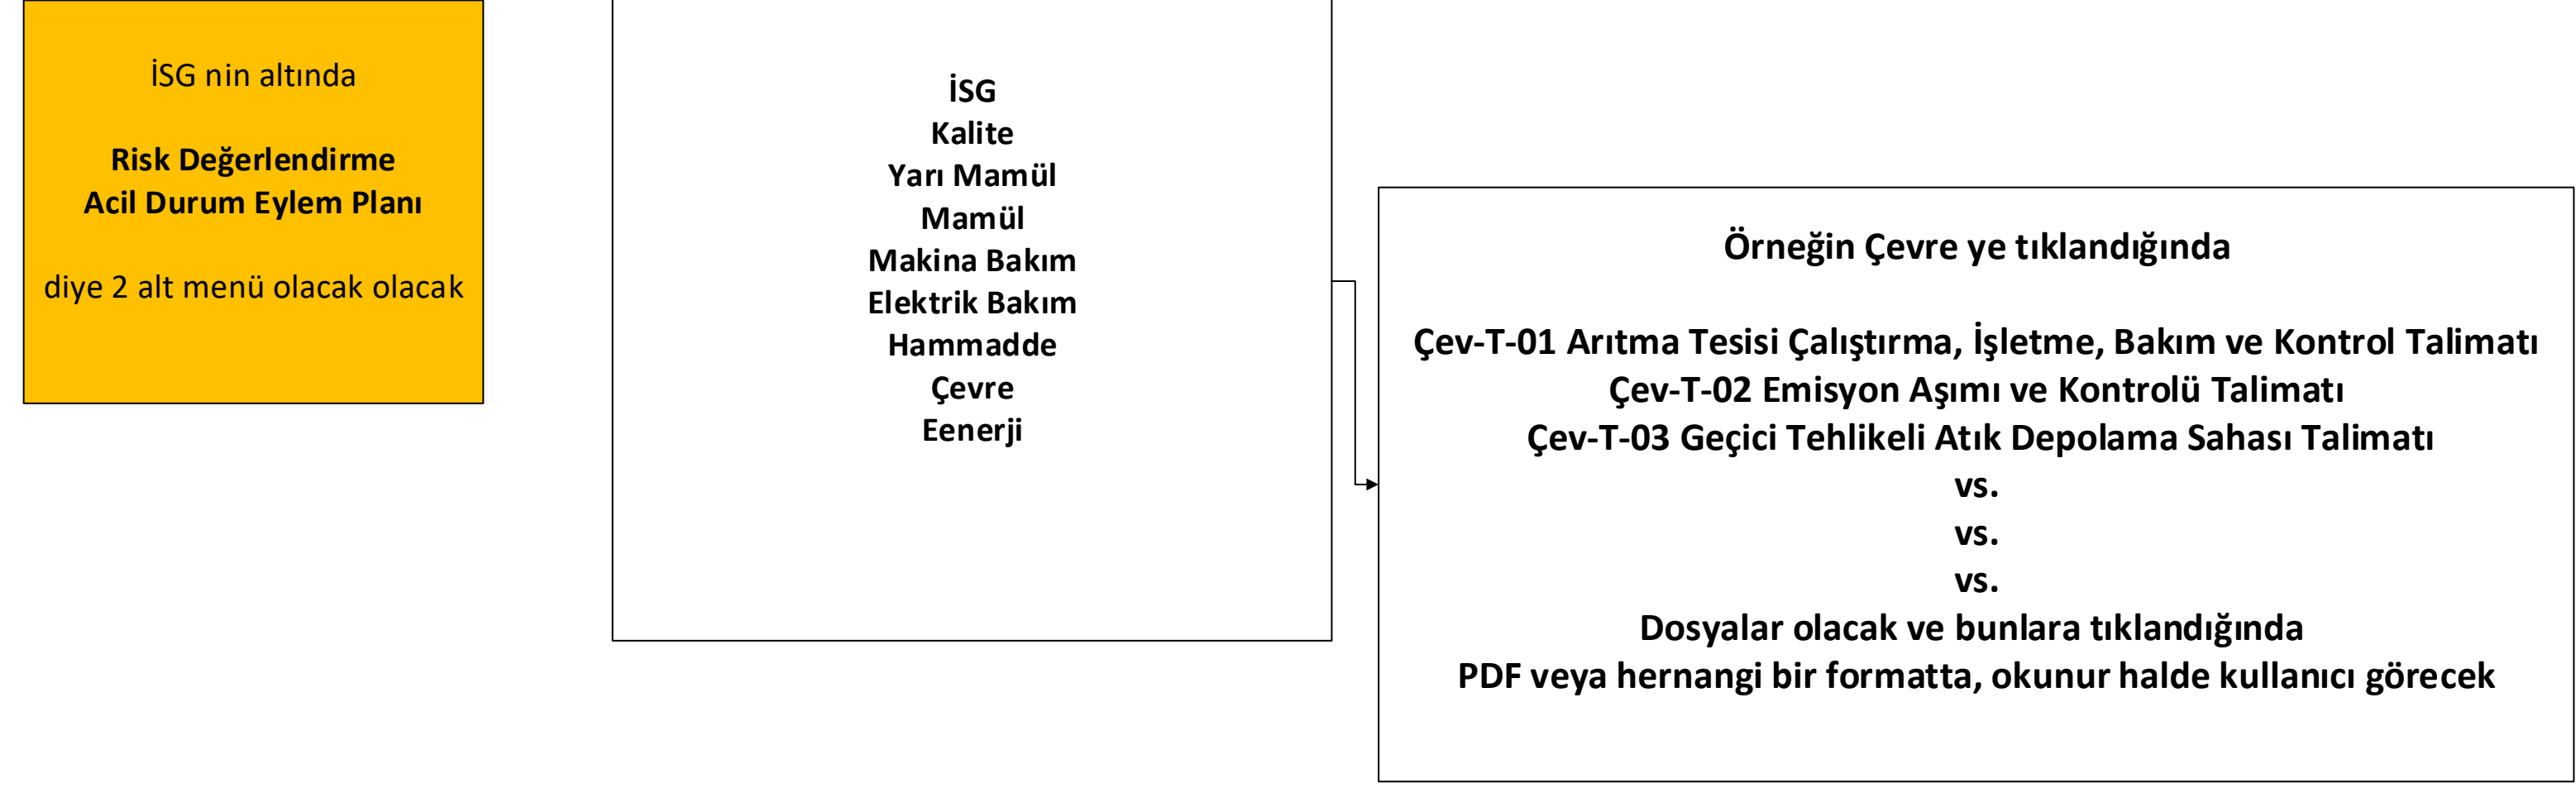 İSG nin altında
Risk Değerlendirme
Acil Durum Eylem Planı
diye 2 alt menü olacak olacak
İSG
Kalite
Yarı Mamül
Mamül
Makina Bakım
Elektrik Bakım
Hammadde
Çevre
Eenerji
Örneğin Çevre ye tıklandığında
Çev-T-01 Arıtma Tesisi Çalıştırma, İşletme, Bakım ve Kontrol Talimatı
Çev-T-02 Emisyon Aşımı ve Kontrolü Talimatı
Çev-T-03 Geçici Tehlikeli Atık Depolama Sahası Talimatı
vs.
vs.
vs.
Dosyalar olacak ve bunlara tıklandığında
PDF veya hernangi bir formatta, okunur halde kullanıcı görecek